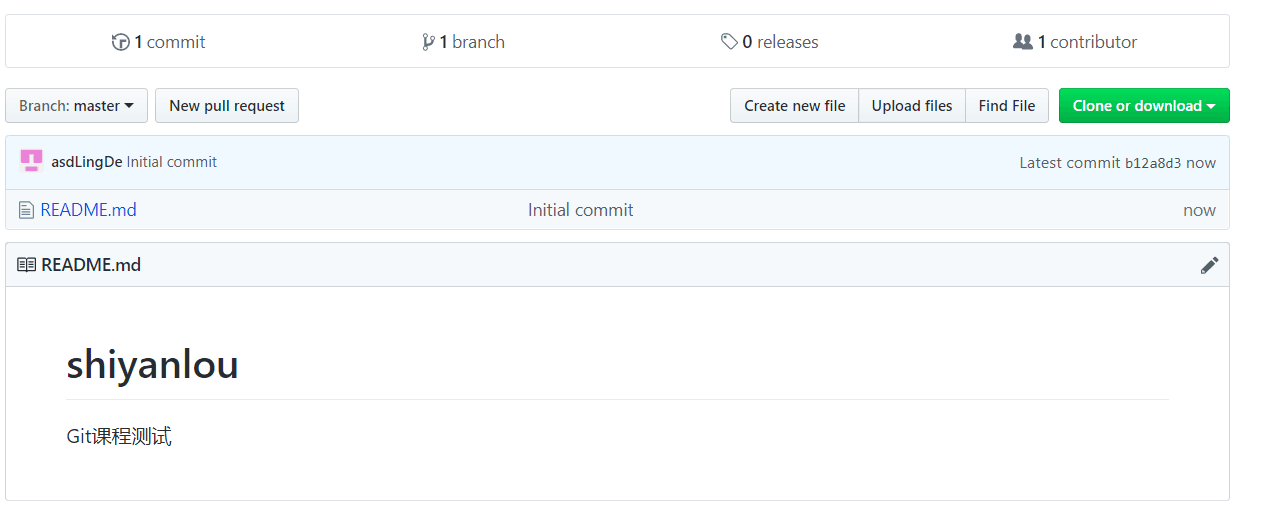 1 commit 1 branch 0 releases 1 contributor
Branch: master New pull request Create new file Upload files Find File Clone or download
asdLingDe Initial commit Latest commit b12a8d3 now
README.md Initial commit now
README.md
shiyanlou
Git课程测试